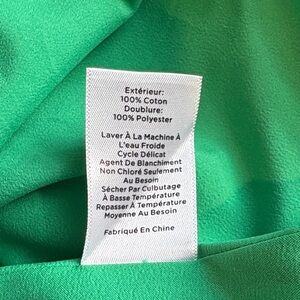 Extérieur:
100% Coton
Doublure:
100% Polyester
Laver À La Machine À
L'eau Froide
Cycle Délicat
Agent De Blanchiment
Non Chloré Seulement
Au Besoin
Sécher Par Culbutage
À Basse Température
Repasser À Température
Moyenne Au Besoin
Fabriqué En Chine